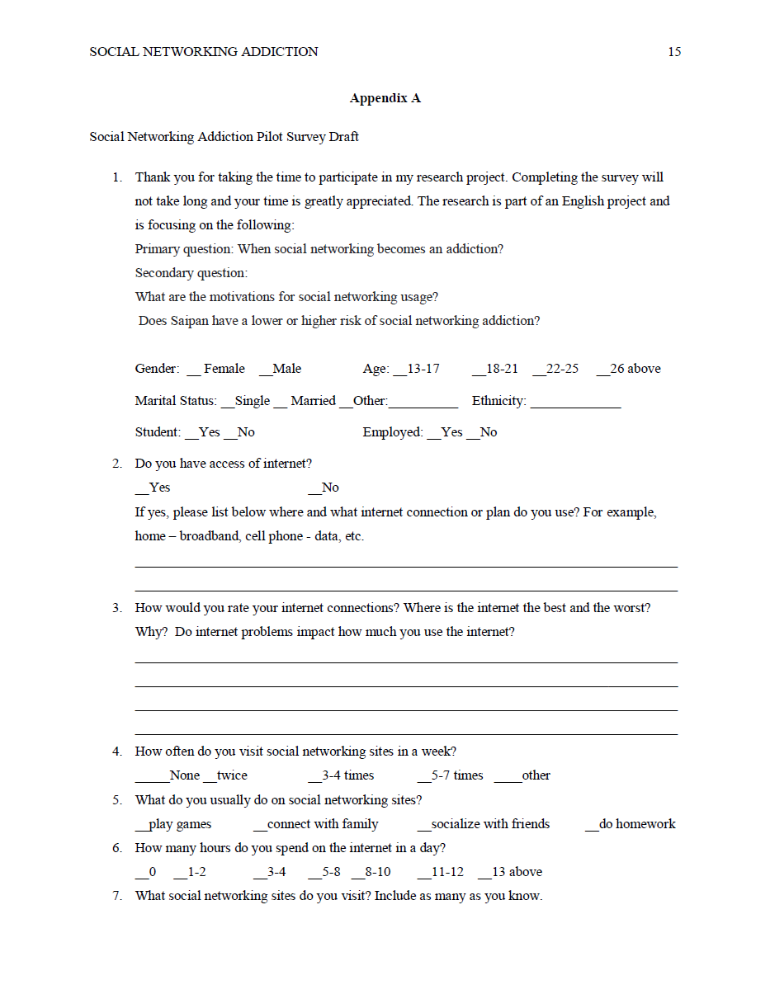 SOCIAL NETWORKING ADDICTION 15
Appendix A
Social Networking Addiction Pilot Survey Draft
1. Thank you for taking the time to participate in my research project. Completing the survey will
not take long and your time is greatly appreciated. The research is part of an English project and
is focusing on the following:
Primary question: When social networking becomes an addiction?
Secondary question:
What are the motivations for social networking usage?
Does Saipan have a lower or higher risk of social networking addiction?
Gender: __ Female __Male Age: __13-17 __18-21 __22-25 __26 above
Marital Status: __Single __ Married __Other:__________ Ethnicity: _____________
Student: __Yes __No Employed: __Yes __No
2. Do you have access of internet?
__Yes __No
If yes, please list below where and what internet connection or plan do you use? For example,
home – broadband, cell phone - data, etc.
3. How would you rate your internet connections? Where is the internet the best and the worst?
Why? Do internet problems impact how much you use the internet?
4. How often do you visit social networking sites in a week?
_____None __twice __3-4 times __5-7 times ____other
5. What do you usually do on social networking sites?
__play games __connect with family __socialize with friends __do homework
6. How many hours do you spend on the internet in a day?
__0 __1-2 __3-4 __5-8 __8-10 __11-12 __13 above
7. What social networking sites do you visit? Include as many as you know.